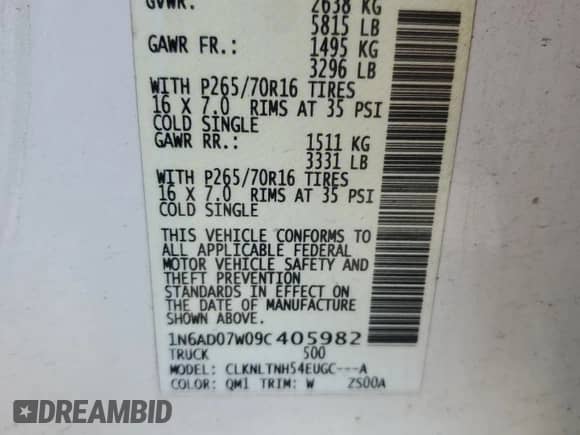 GVWR: 2638 KG
5815 LB
GAWR FR.: 1495 KG
3296 LB
WITH P265/70R16 TIRES
16 X 7.0 RIMS AT 35 PSI
COLD SINGLE
GAWR RR.: 1511 KG
3331 LB
WITH P265/70R16 TIRES
16 X 7.0 RIMS AT 35 PSI
COLD SINGLE
THIS VEHICLE CONFORMS TO
ALL APPLICABLE FEDERAL
MOTOR VEHICLE SAFETY AND
THEFT PREVENTION
STANDARDS IN EFFECT ON
THE DATE OF MANUFACTURE
SHOWN ABOVE.
1N6AD07W09C405982
TRUCK 500
MODEL: CLKNLTNH54EUGC---A
COLOR: QM1 TRIM: W ZS00A
DREAMBID